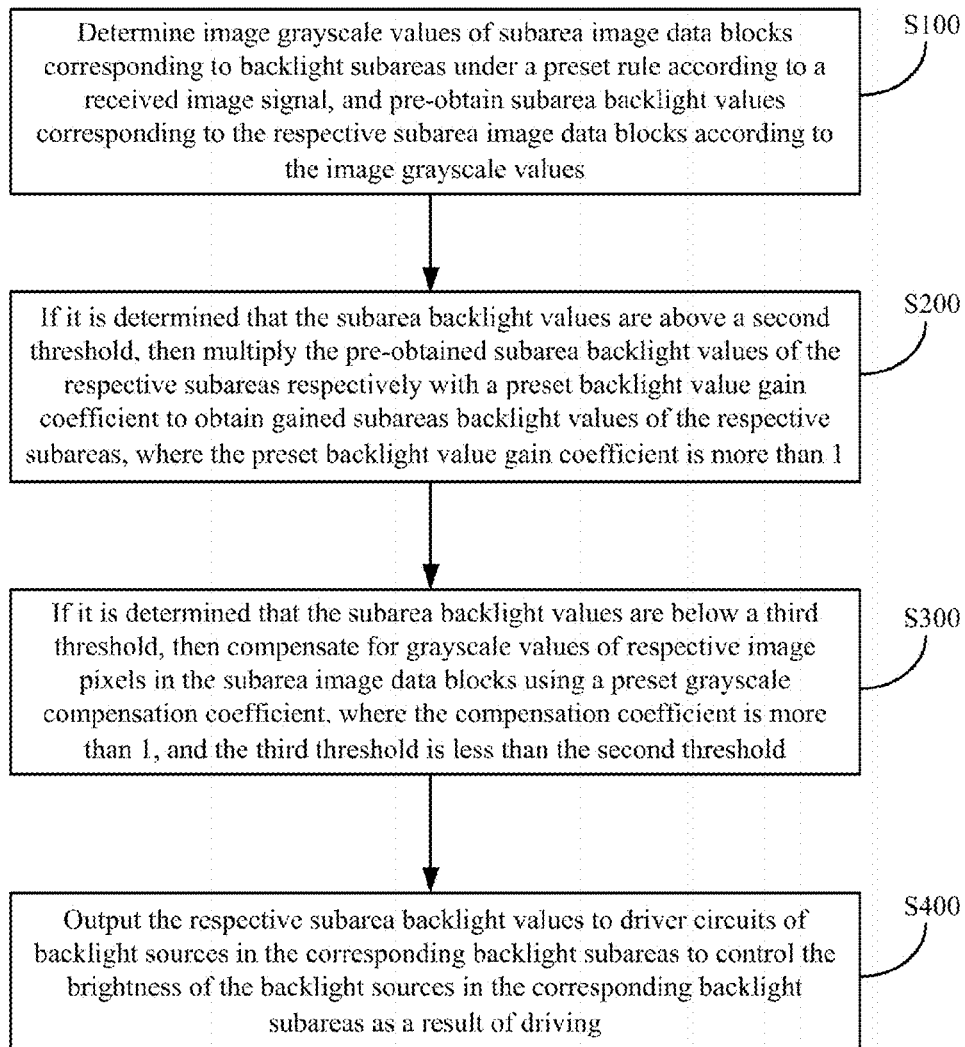 Determine image grayscale values of subarea image data blocks
corresponding to backlight subareas under a preset rule according to a
received image signal, and pre-obtain subarea backlight values
corresponding to the respective subarea image data blocks according to
the image grayscale values
S100
If it is determined that the subarea backlight values are above a second
threshold, then multiply the pre-obtained subarea backlight values of the
respective subareas respectively with a preset backlight value gain
coefficient to obtain gained subareas backlight values of the respective
subareas, where the preset backlight value gain coefficient is more than 1
S200
If it is determined that the subarea backlight values are below a third
threshold, then compensate for grayscale values of respective image
pixels in the subarea image data blocks using a preset grayscale
compensation coefficient, where the compensation coefficient is more
than 1, and the third threshold is less than the second threshold
S300
Output the respective subarea backlight values to driver circuits of
backlight sources in the corresponding backlight subareas to control the
brightness of the backlight sources in the corresponding backlight
subareas as a result of driving
S400